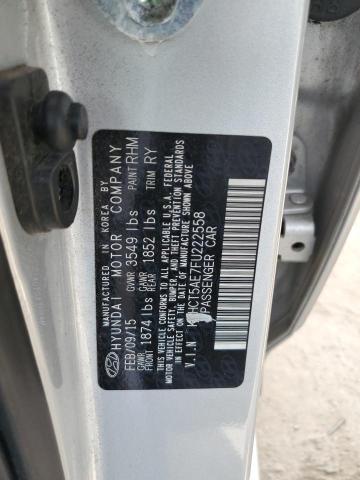 MANUFACTURED IN KOREA BY
HYUNDAI MOTOR COMPANY
FEB/09/15 PAINT RHM
GVWR 3549 lbs TRIM RY
GAWR FRONT 1874 lbs GAWR REAR 1852 lbs
THIS VEHICLE CONFORMS TO ALL APPLICABLE U.S.A. FEDERAL
MOTOR VEHICLE SAFETY, BUMPER, AND THEFT PREVENTION STANDARDS
IN EFFECT ON THE DATE OF MANUFACTURE SHOWN ABOVE.
V.I.N
PASSENGER CAR